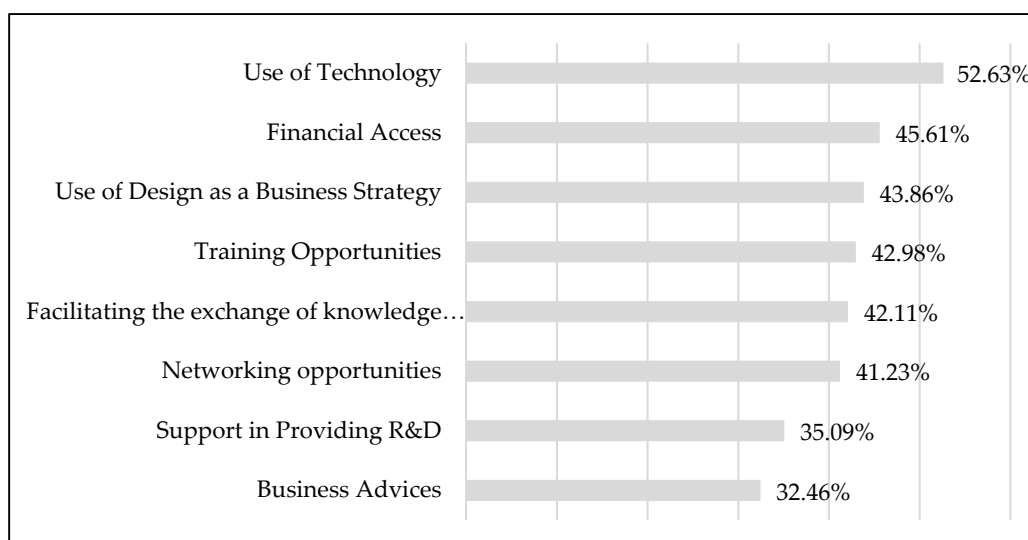 Use of Technology 52.63%
Financial Access 45.61%
Use of Design as a Business Strategy 43.86%
Training Opportunities 42.98%
Facilitating the exchange of knowledge… 42.11%
Networking opportunities 41.23%
Support in Providing R&D 35.09%
Business Advices 32.46%